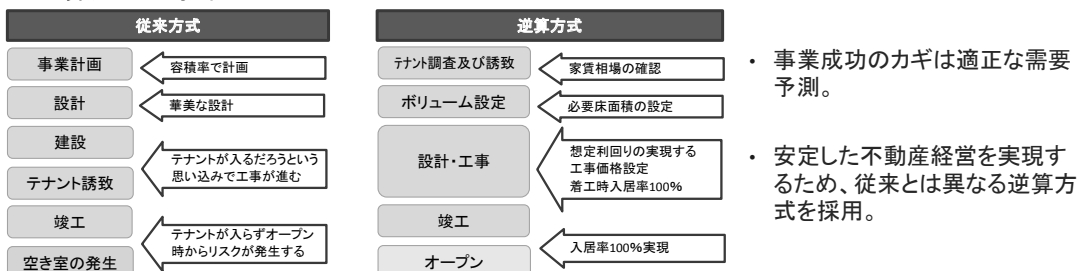 従来方式
事業計画
容積率で計画
設計
華美な設計
建設
テナント誘致
テナントが入るだろうという
思い込みで工事が進む
竣工
空き室の発生
テナントが入らずオープン
時からリスクが発生する
逆算方式
テナント調査及び誘致
家賃相場の確認
ボリューム設定
必要床面積の設定
設計・工事
想定利回りの実現する
工事価格設定
着工時入居率100%
竣工
オープン
入居率100%実現
・ 事業成功のカギは適正な需要
予測。
・ 安定した不動産経営を実現す
るため、従来とは異なる逆算方
式を採用。